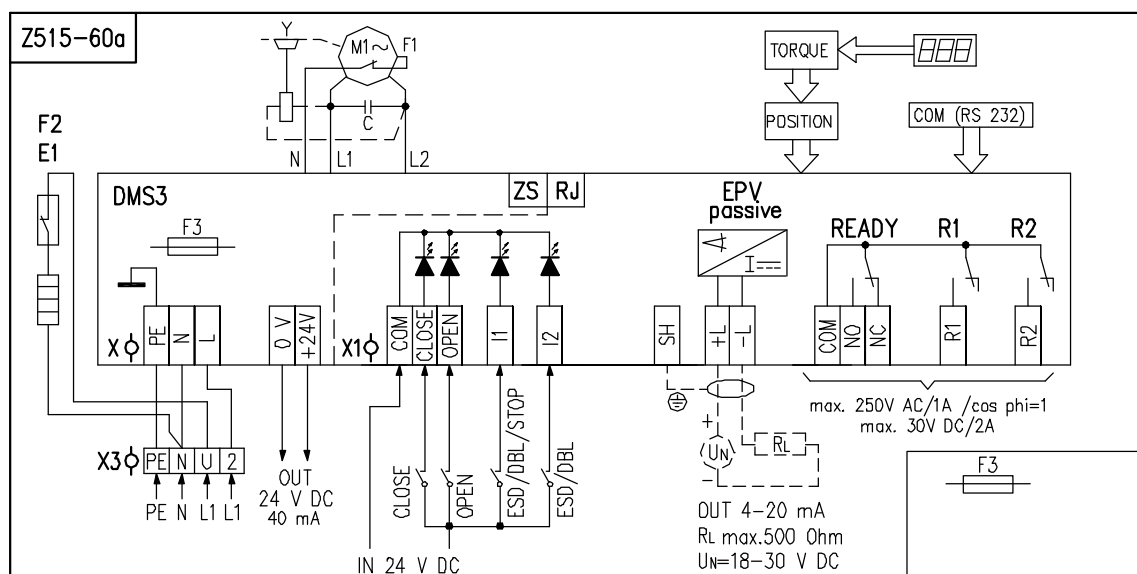 Z515-60a
Y
M1~
F1
C
N
L1
L2
TORQUE
POSITION
COM (RS 232)
F2
E1
DMS3
F3
ZS
RJ
EPV
passive
I
READY
R1
R2
X
PE
N
L
0 V
+24V
X1
COM
CLOSE
OPEN
I1
I2
SH
+L
-L
COM
NO
NC
R1
R2
X3
PE
N
U
2
PE
N
L1
L1
OUT
24 V DC
40 mA
CLOSE
OPEN
ESD/DBL/STOP
ESD/DBL
IN 24 V DC
+
UN
-
RL
OUT 4-20 mA
RL max.500 Ohm
UN=18-30 V DC
max. 250V AC/1A /cos phi=1
max. 30V DC/2A
F3